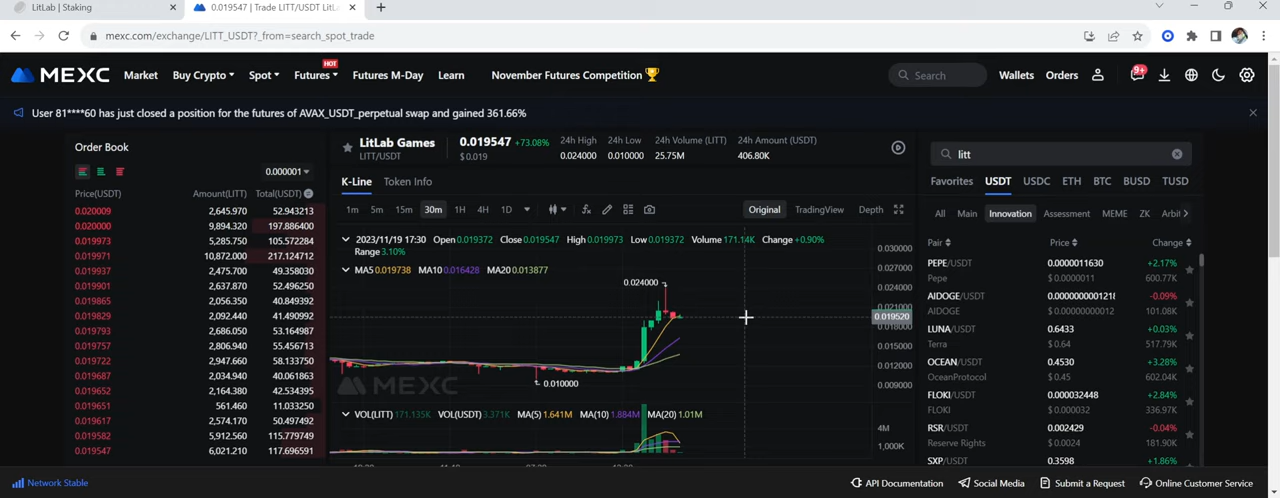 LitLab | Staking
0.019547 | Trade LITT/USDT LitL
mexc.com/exchange/LITT_USDT?_from=search_spot_trade
MEXC
Market
Buy Crypto
Spot
HOT
Futures
Futures M-Day
Learn
November Futures Competition
Search
Wallets
Orders
9+
User 81****60 has just closed a position for the futures of AVAX_USDT_perpetual swap and gained 361.66%
Order Book
0.000001
Price(USDT) Amount(LITT) Total(USDT)
0.020009 2,645.970 52.943213
0.020000 9,894.320 197.886400
0.019973 5,285.750 105.572284
0.019971 10,872.000 217.124712
0.019937 2,475.700 49.358030
0.019901 2,637.870 52.496250
0.019865 2,056.350 40.849392
0.019829 2,092.440 41.490992
0.019793 2,686.050 53.164987
0.019757 2,806.940 55.456713
0.019722 2,947.660 58.133750
0.019687 2,034.940 40.061863
0.019652 2,164.380 42.534395
0.019651 561.460 11.033250
0.019617 2,574.170 50.497492
0.019582 5,912.560 115.779749
0.019547 6,021.210 117.696591
LitLab Games
LITT/USDT
0.019547 +73.08%
$ 0.019
24h High
0.024000
24h Low
0.010000
24h Volume (LITT)
25.75M
24h Amount (USDT)
406.80K
K-Line
Token Info
1m 5m 15m 30m 1H 4H 1D
Original TradingView Depth
2023/11/19 17:30 Open 0.019372 Close 0.019547 High 0.019973 Low 0.019372 Volume 171.14K Change +0.90%
Range 3.10%
MA5 0.019738 MA10 0.016428 MA20 0.013877
0.024000
0.010000
0.030000
0.027000
0.024000
0.021000
0.019520
0.018000
0.015000
0.012000
0.009000
MEXC
VOL(LITT) 171.135K VOL(USDT) 3.371K MA(5) 1.641M MA(10) 1.884M MA(20) 1.01M
4M
1,000K
litt
Favorites USDT USDC ETH BTC BUSD TUSD
All Main Innovation Assessment MEME ZK Arbi
Pair Price Change
PEPE/USDT 0.0000011630 +2.17%
Pepe $ 0.0000011 600.77K
AIDOGE/USDT 0.0000000001218 -0.09%
AIDOGE $ 0.0000000000012 101.08K
LUNA/USDT 0.6433 +0.03%
Terra $ 0.64 517.79K
OCEAN/USDT 0.4530 +3.28%
OceanProtocol $ 0.45 602.04K
FLOKI/USDT 0.000032448 +2.84%
FLOKI $ 0.000032 336.97K
RSR/USDT 0.002429 -0.04%
Reserve Rights $ 0.0024 181.90K
SXP/USDT 0.3598 +1.86%
Network Stable
API Documentation
Social Media
Submit a Request
Online Customer Service